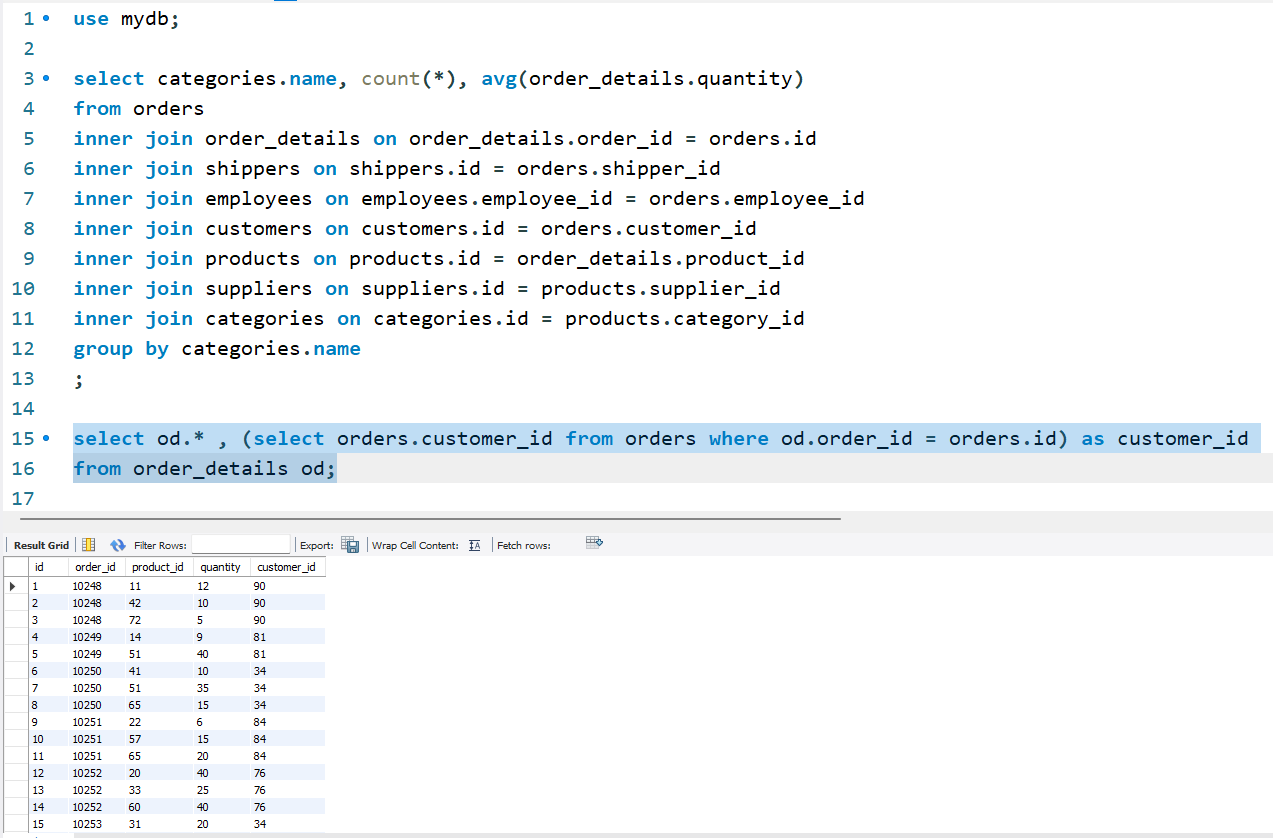 1 use mydb;
2
3 select categories.name, count(*), avg(order_details.quantity)
4 from orders
5 inner join order_details on order_details.order_id = orders.id
6 inner join shippers on shippers.id = orders.shipper_id
7 inner join employees on employees.employee_id = orders.employee_id
8 inner join customers on customers.id = orders.customer_id
9 inner join products on products.id = order_details.product_id
10 inner join suppliers on suppliers.id = products.supplier_id
11 inner join categories on categories.id = products.category_id
12 group by categories.name
13 ;
14
15 select od.* , (select orders.customer_id from orders where od.order_id = orders.id) as customer_id
16 from order_details od;
17
Result Grid Filter Rows: Export: Wrap Cell Content: IA Fetch rows:
id order_id product_id quantity customer_id
1 10248 11 12 90
2 10248 42 10 90
3 10248 72 5 90
4 10249 14 9 81
5 10249 51 40 81
6 10250 41 10 34
7 10250 51 35 34
8 10250 65 15 34
9 10251 22 6 84
10 10251 57 15 84
11 10251 65 20 84
12 10252 20 40 76
13 10252 33 25 76
14 10252 60 40 76
15 10253 31 20 34